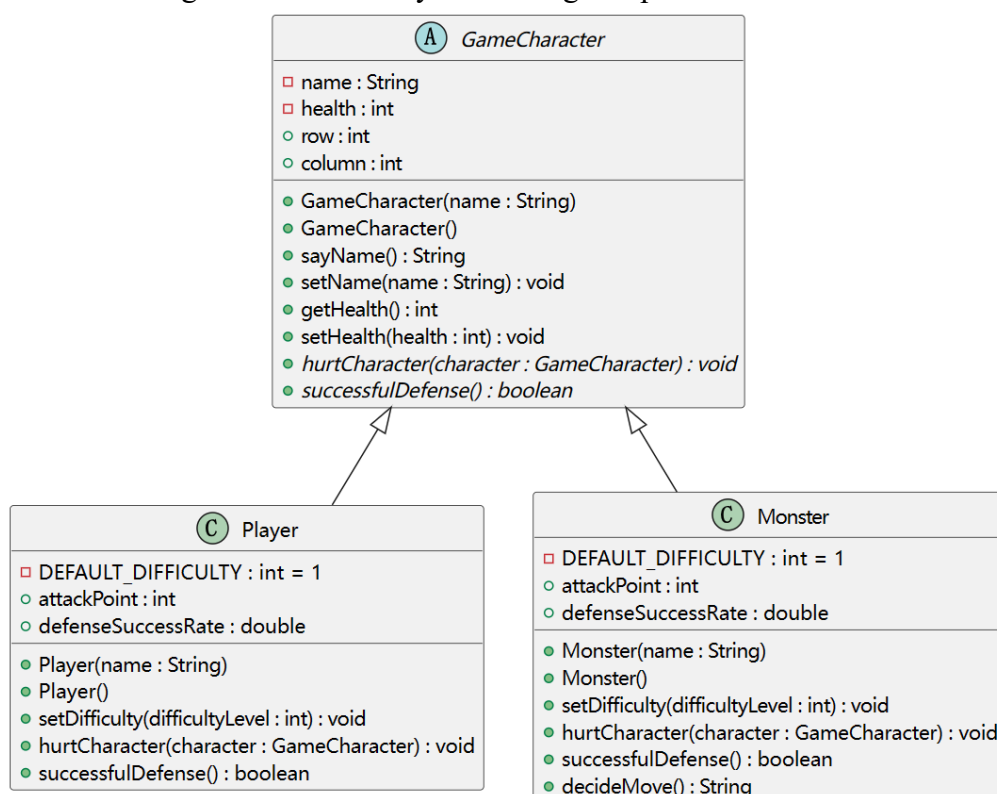 A GameCharacter
name : String
health : int
row : int
column : int
GameCharacter(name : String)
GameCharacter()
sayName() : String
setName(name : String) : void
getHealth() : int
setHealth(health : int) : void
hurtCharacter(character : GameCharacter) : void
successfulDefense() : boolean
C Player
DEFAULT_DIFFICULTY : int = 1
attackPoint : int
defenseSuccessRate : double
Player(name : String)
Player()
setDifficulty(difficultyLevel : int) : void
hurtCharacter(character : GameCharacter) : void
successfulDefense() : boolean
C Monster
DEFAULT_DIFFICULTY : int = 1
attackPoint : int
defenseSuccessRate : double
Monster(name : String)
Monster()
setDifficulty(difficultyLevel : int) : void
hurtCharacter(character : GameCharacter) : void
successfulDefense() : boolean
decideMove() : String